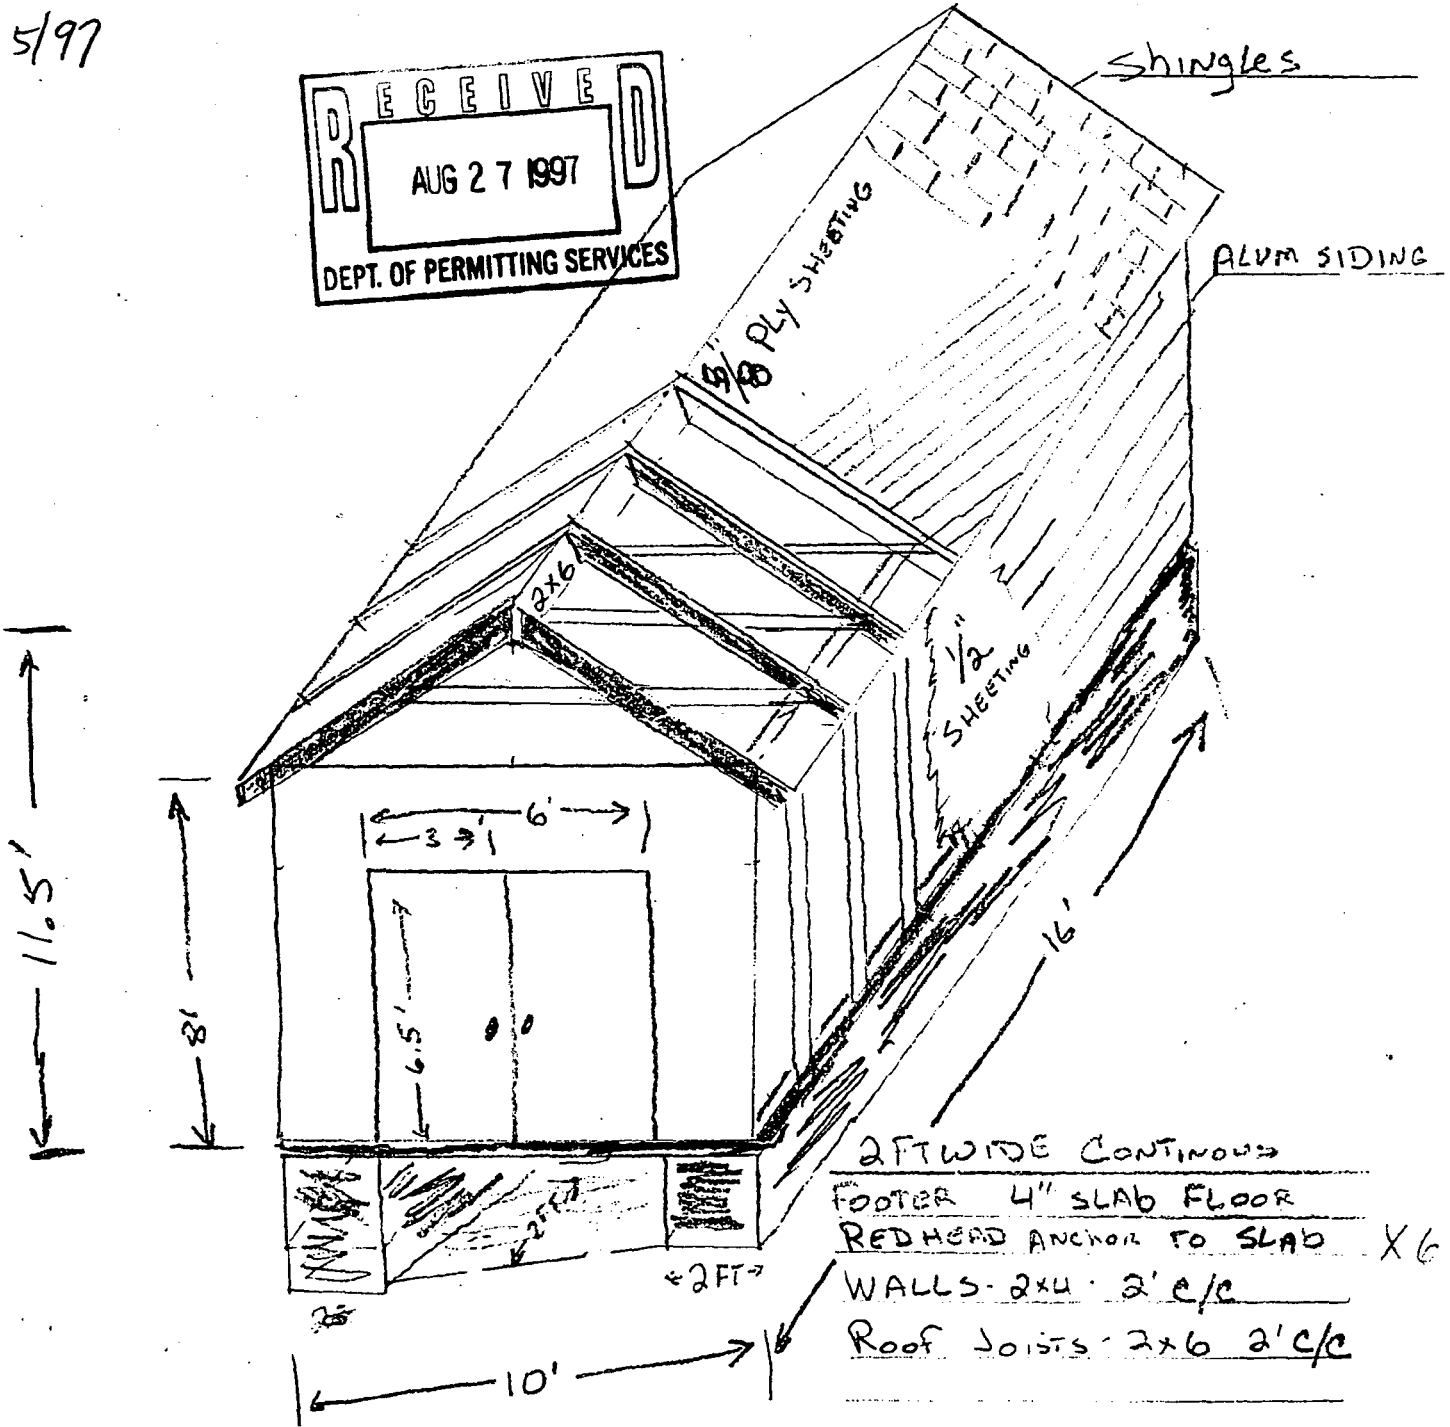 5/97
RECEIVED
AUG 27 1997
DEPT. OF PERMITTING SERVICES
Shingles
ALUM SIDING
PLY SHEETING
2x6
1/2"
SHEETING
11.5'
8'
6'
3'
6.5'
16'
2FT
2FT
10'
2FT WIDE CONTINOUS
FOOTER 4" SLAB FLOOR
REDHEAD ANCHOR TO SLAB X6
WALLS - 2x4 - 2' C/C
Roof Joists - 2x6 2' C/C